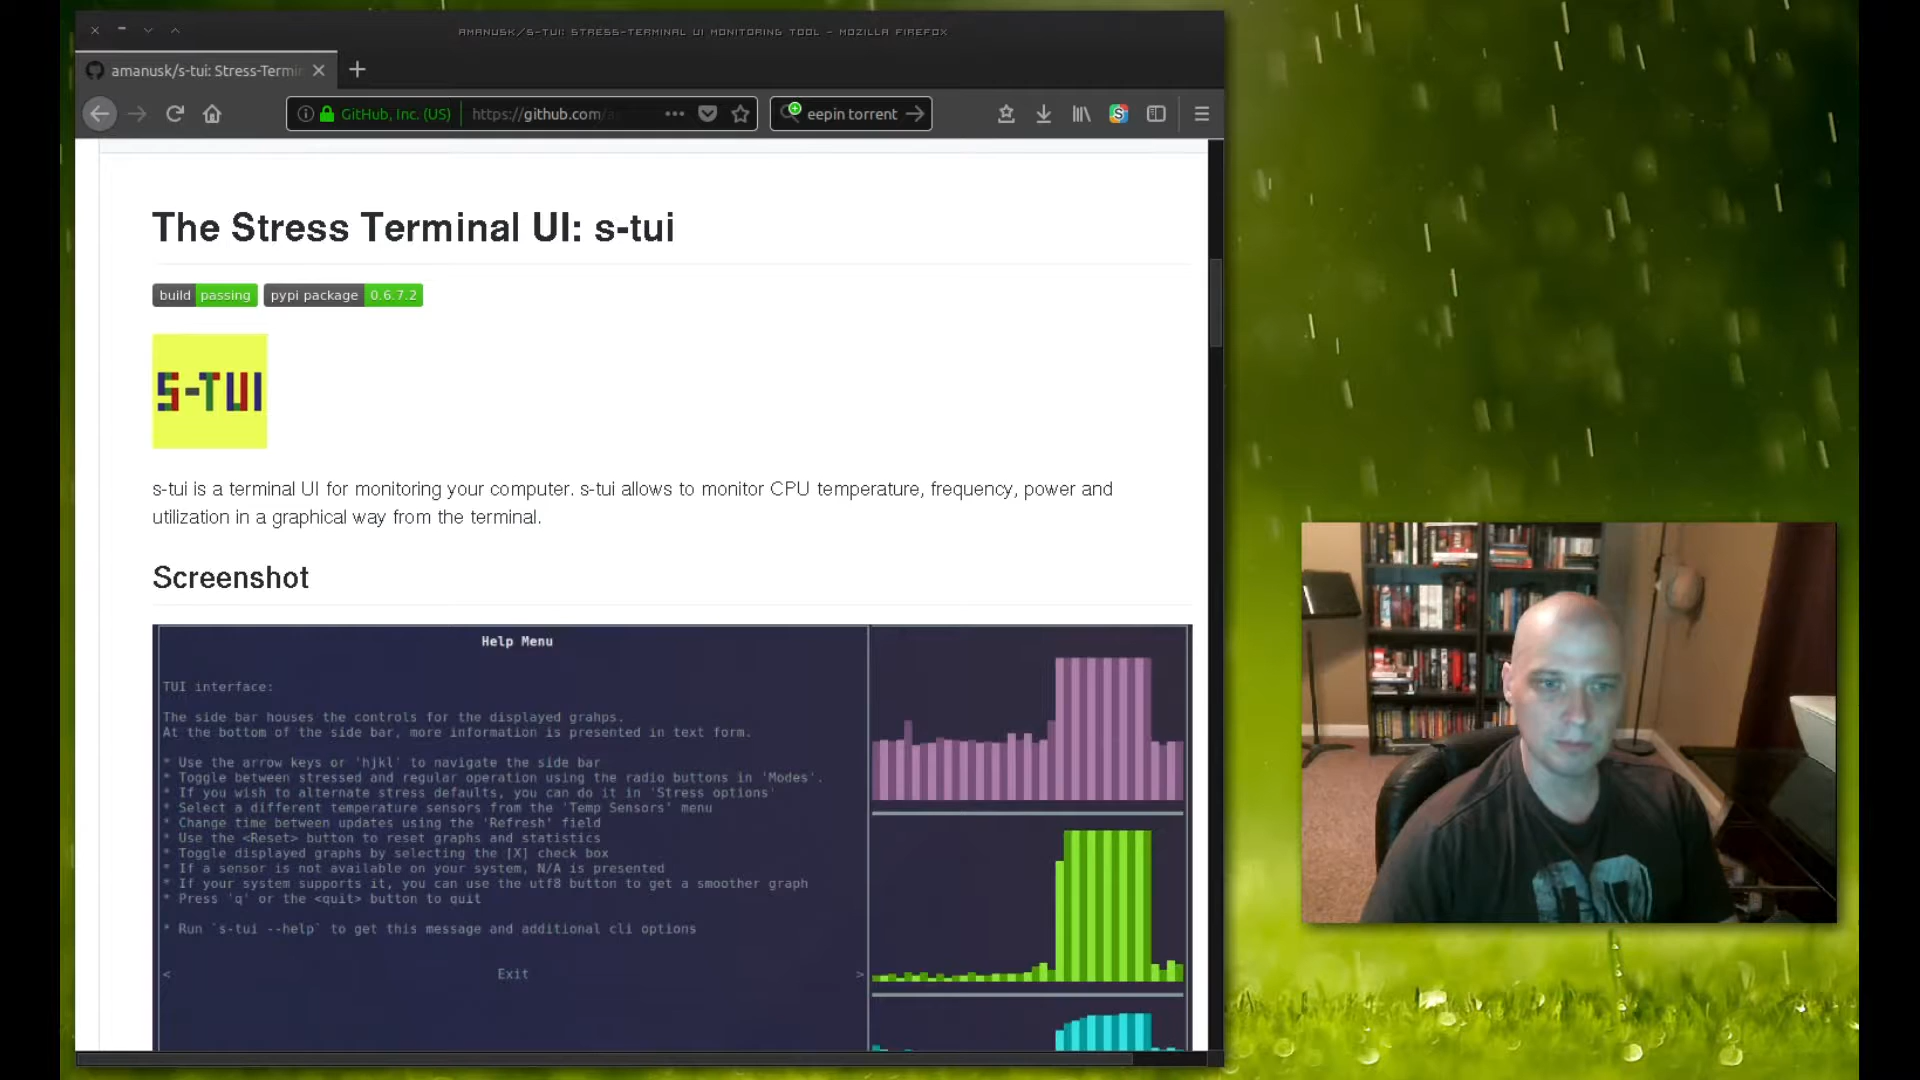 AMANUSK/S-TUI: STRESS-TERMINAL UI MONITORING TOOL - MOZILLA FIREFOX
amanusk/s-tui: Stress-Termin
GitHub, Inc. (US)
https://github.com/a
eepin torrent
The Stress Terminal UI: s-tui
build passing pypi package 0.6.7.2
S-TUI
s-tui is a terminal UI for monitoring your computer. s-tui allows to monitor CPU temperature, frequency, power and
utilization in a graphical way from the terminal.
Screenshot
Help Menu
TUI interface:
The side bar houses the controls for the displayed grahps.
At the bottom of the side bar, more information is presented in text form.
* Use the arrow keys or 'hjkl' to navigate the side bar
* Toggle between stressed and regular operation using the radio buttons in 'Modes'.
* If you wish to alternate stress defaults, you can do it in 'Stress options'
* Select a different temperature sensors from the 'Temp Sensors' menu
* Change time between updates using the 'Refresh' field
* Use the <Reset> button to reset graphs and statistics
* Toggle displayed graphs by selecting the [X] check box
* If a sensor is not available on your system, N/A is presented
* If your system supports it, you can use the utf8 button to get a smoother graph
* Press 'q' or the <quit> button to quit
* Run `s-tui --help` to get this message and additional cli options
< Exit >